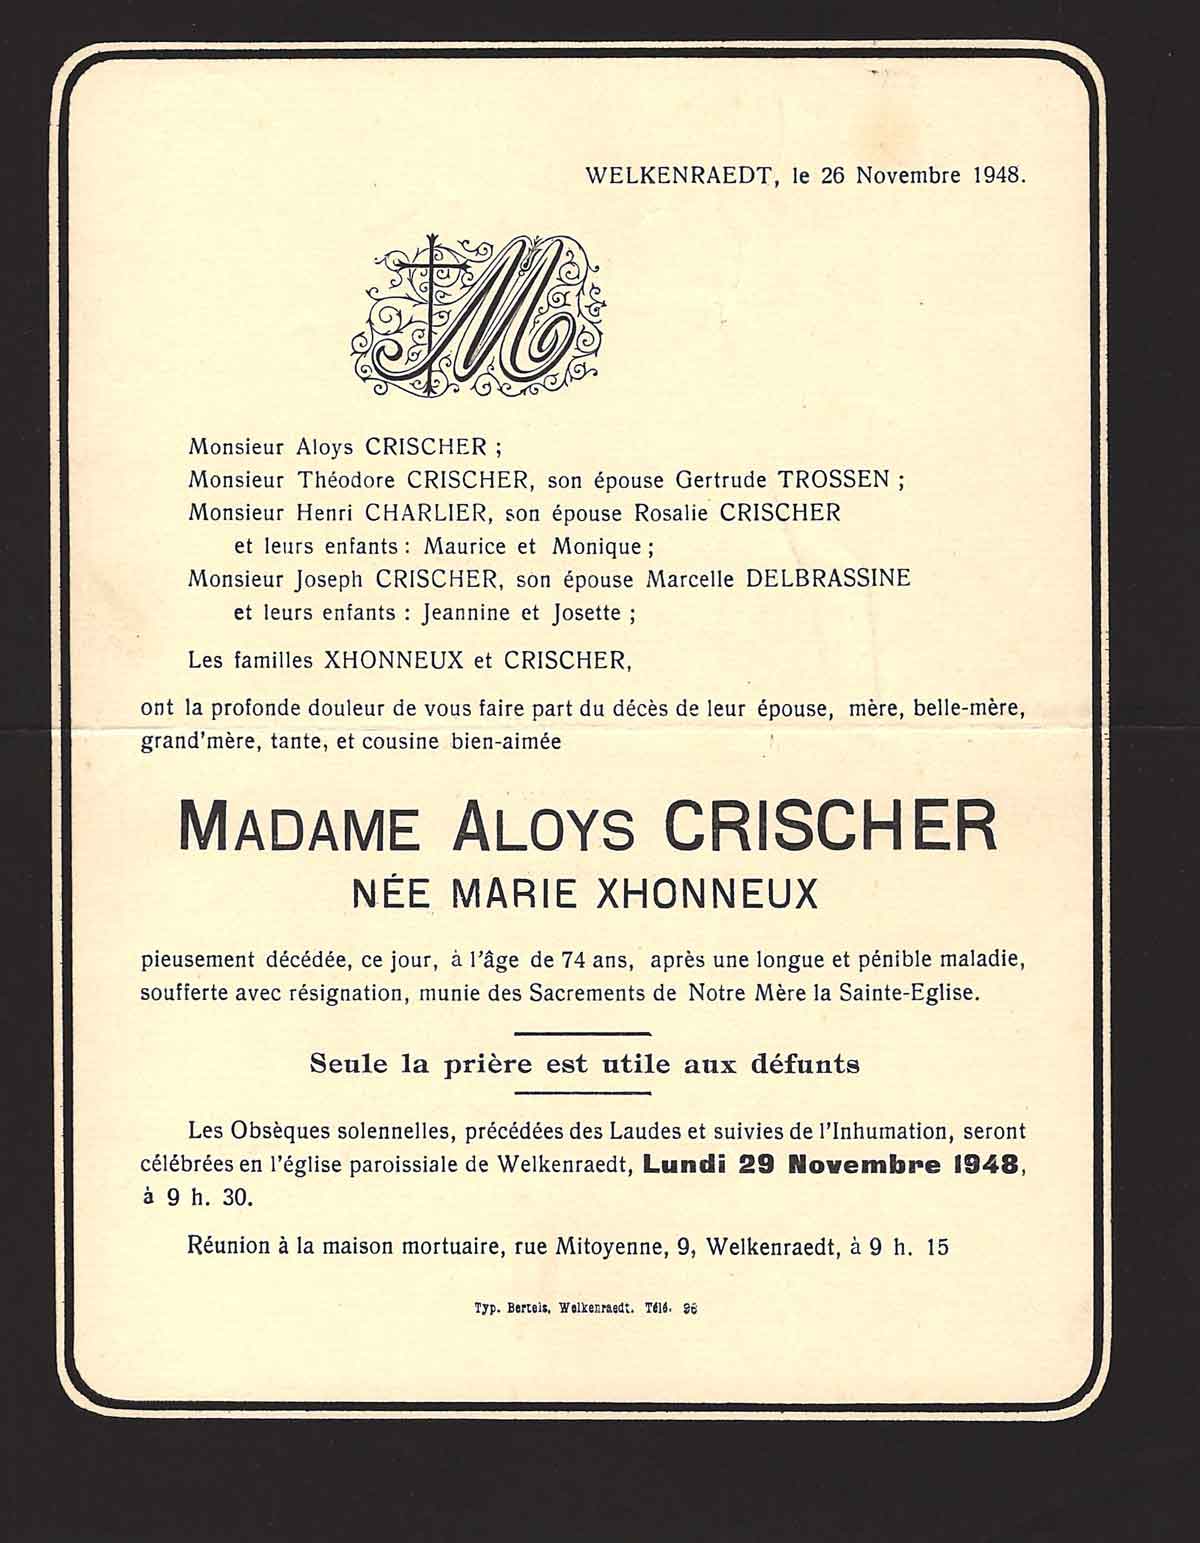 WELKENRAEDT, le 26 Novembre 1948.
M
Monsieur Aloys CRISCHER ;
Monsieur Théodore CRISCHER, son épouse Gertrude TROSSEN ;
Monsieur Henri CHARLIER, son épouse Rosalie CRISCHER
et leurs enfants : Maurice et Monique ;
Monsieur Joseph CRISCHER, son épouse Marcelle DELBRASSINE
et leurs enfants : Jeannine et Josette ;
Les familles XHONNEUX et CRISCHER,
ont la profonde douleur de vous faire part du décès de leur épouse, mère, belle-mère,
grand'mère, tante, et cousine bien-aimée
MADAME ALOYS CRISCHER
NÉE MARIE XHONNEUX
pieusement décédée, ce jour, à l'âge de 74 ans, après une longue et pénible maladie,
soufferte avec résignation, munie des Sacrements de Notre Mère la Sainte-Eglise.
Seule la prière est utile aux défunts
Les Obsèques solennelles, précédées des Laudes et suivies de l'Inhumation, seront
célébrées en l'église paroissiale de Welkenraedt, Lundi 29 Novembre 1948,
à 9 h. 30.
Réunion à la maison mortuaire, rue Mitoyenne, 9, Welkenraedt, à 9 h. 15
Typ. Bertels, Welkenraedt. Télé.